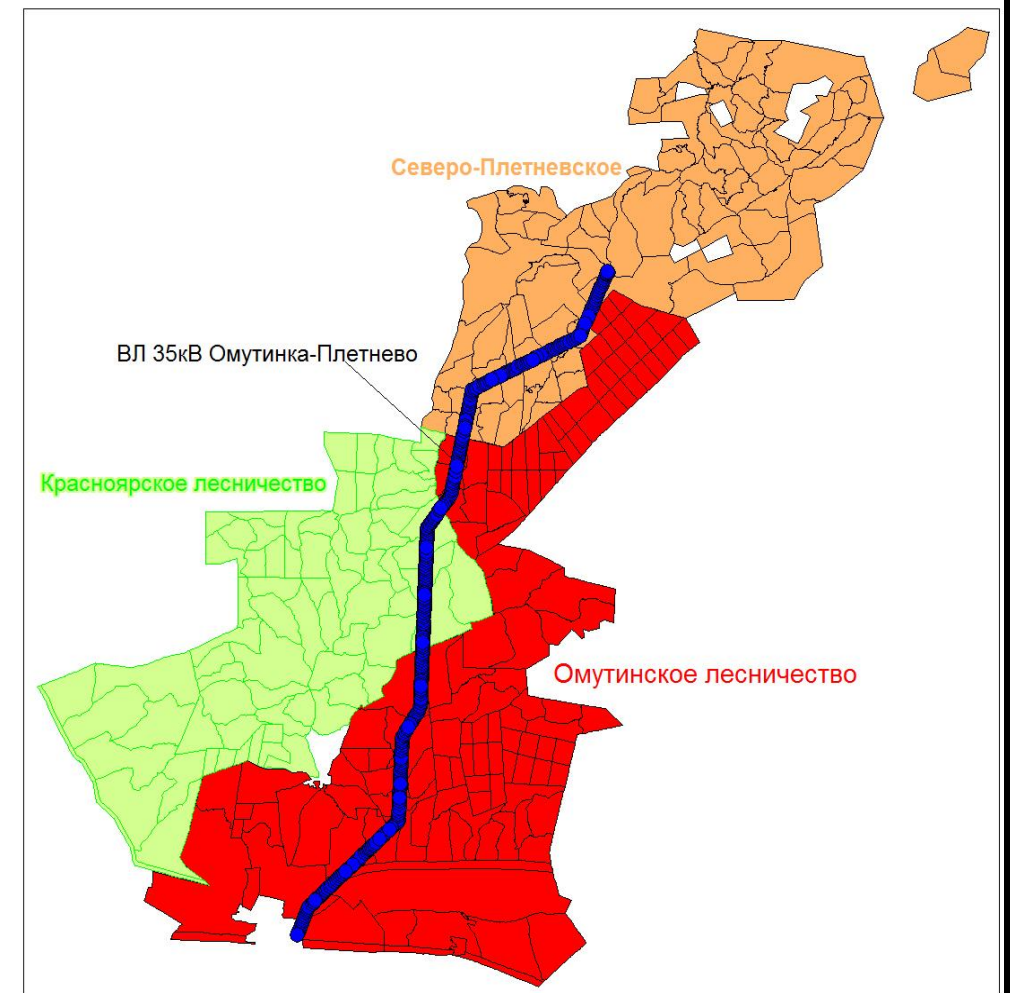 Северо-Плетневское
ВЛ 35кВ Омутинка-Плетнево
Красноярское лесничество
Омутинское лесничество